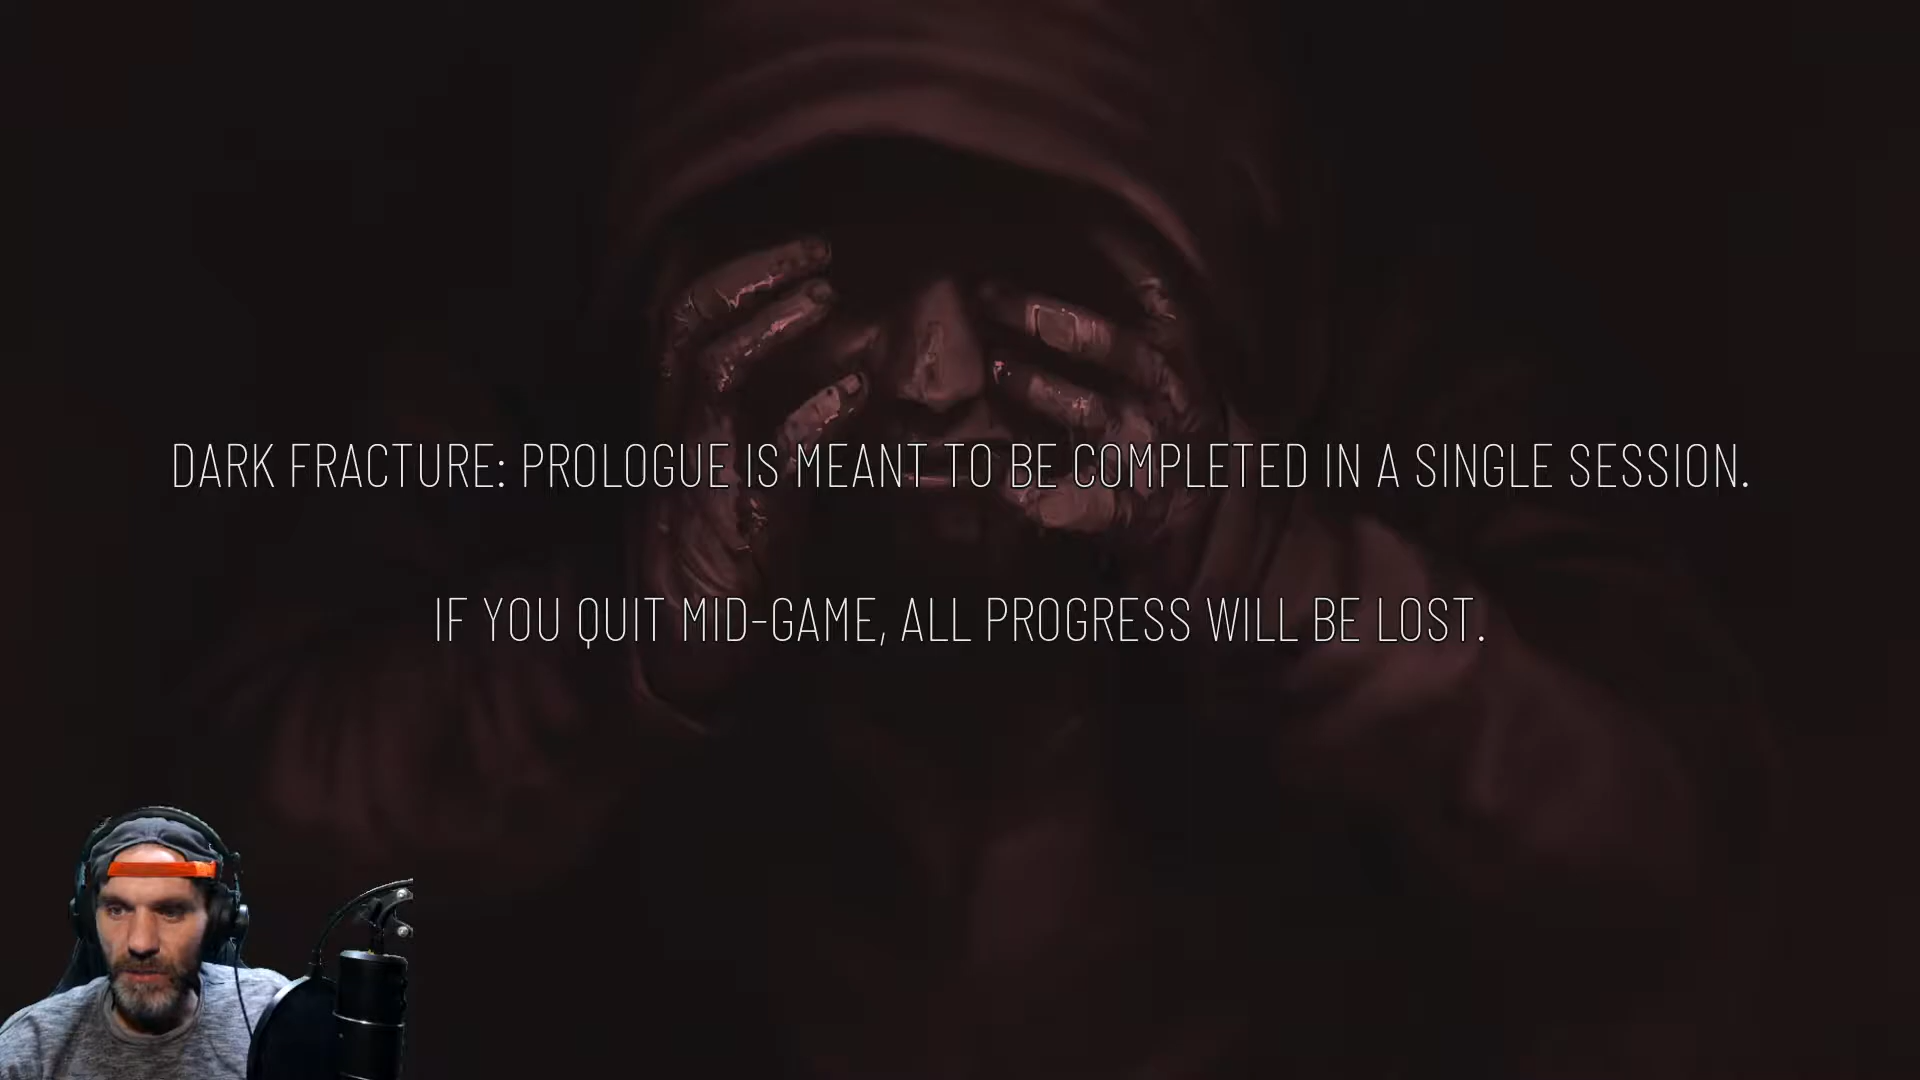 DARK FRACTURE: PROLOGUE IS MEANT TO BE COMPLETED IN A SINGLE SESSION.
IF YOU QUIT MID-GAME, ALL PROGRESS WILL BE LOST.